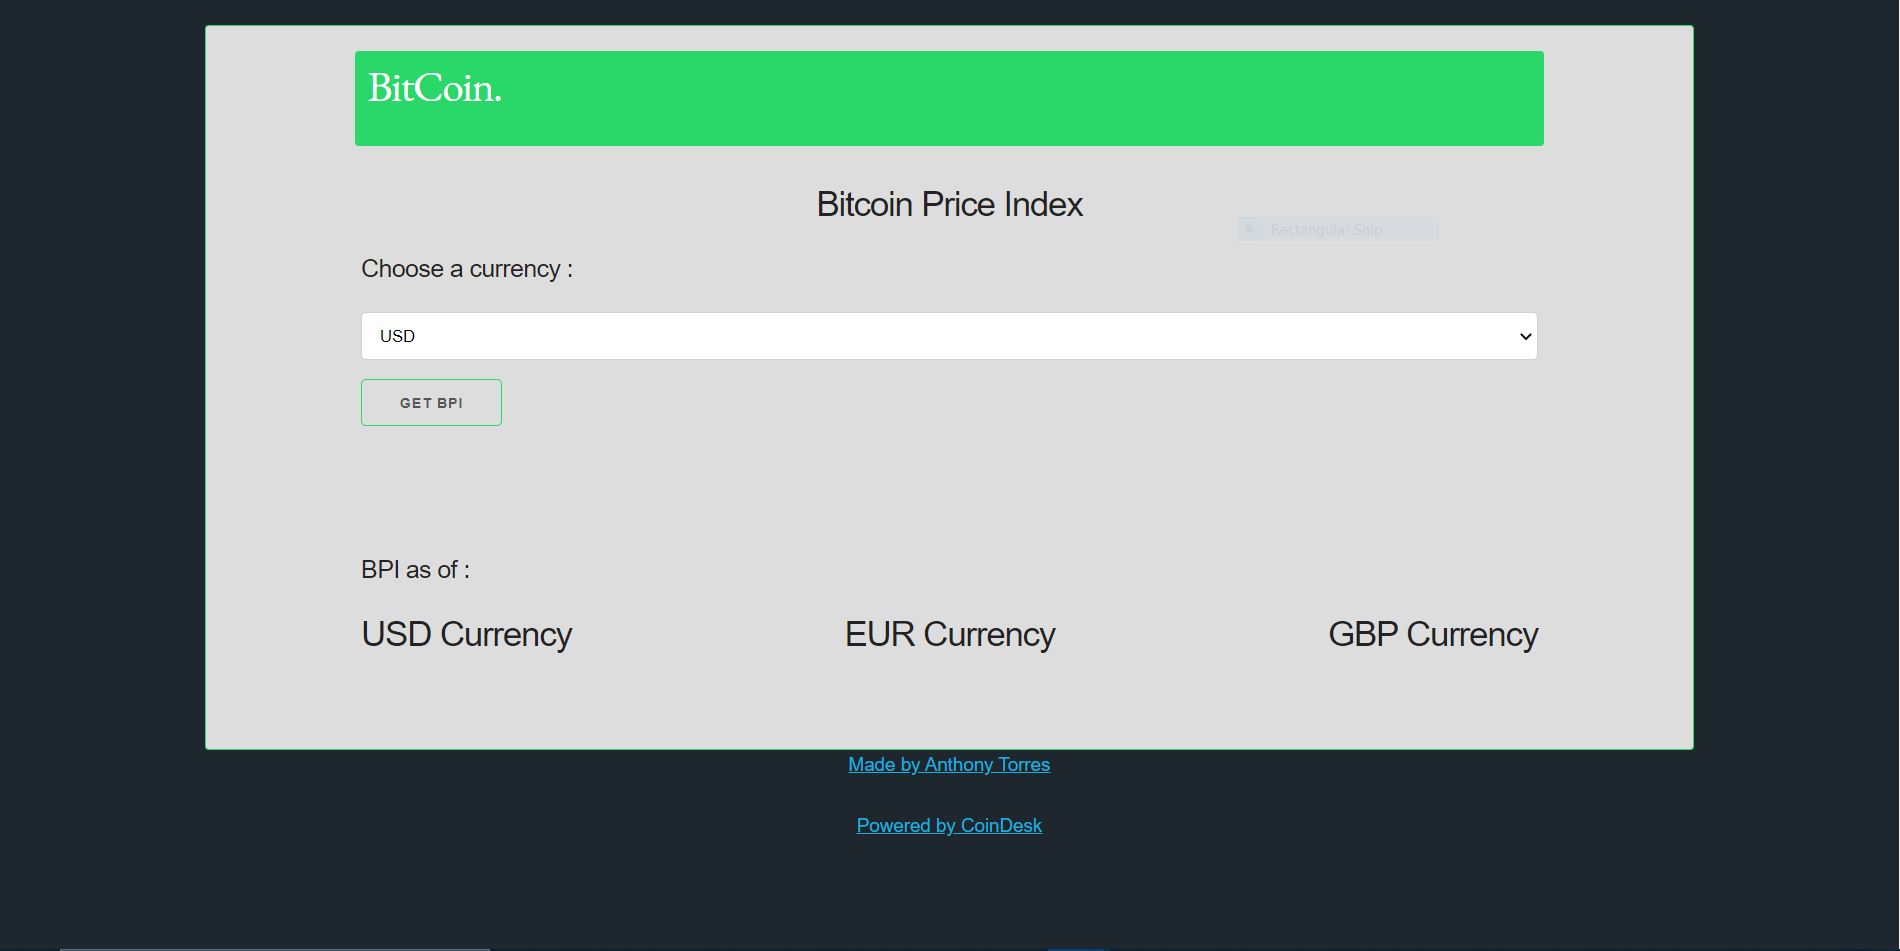 BitCoin.
Bitcoin Price Index
Rectangular Snip
Choose a currency :
USD
GET BPI
BPI as of :
USD Currency EUR Currency GBP Currency
Made by Anthony Torres
Powered by CoinDesk